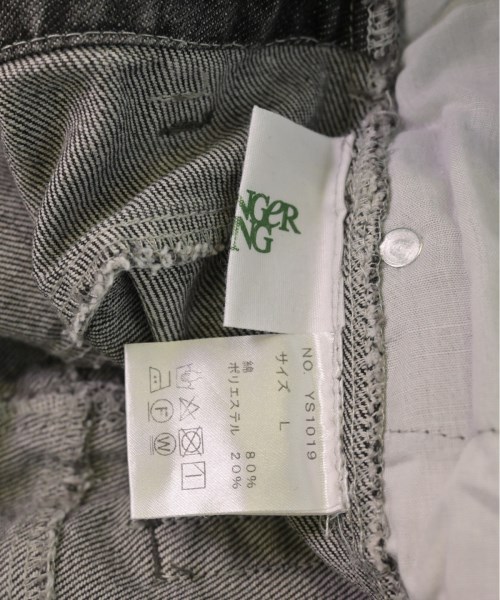 NGER
NG
NO. YS1019
サイズ L
綿 80%
ポリエステル 20%
F
W